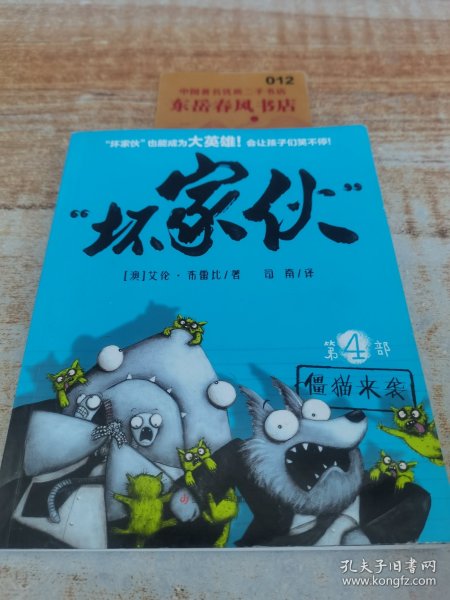 012
中国著名优质二手书店
东岳春风书店
“坏家伙”也能成为大英雄！会让孩子们笑不停！
“坏家伙”
[澳]艾伦·布雷比/著 司南/译
第4部
僵猫来袭
孔夫子旧书网
www.kongfz.com